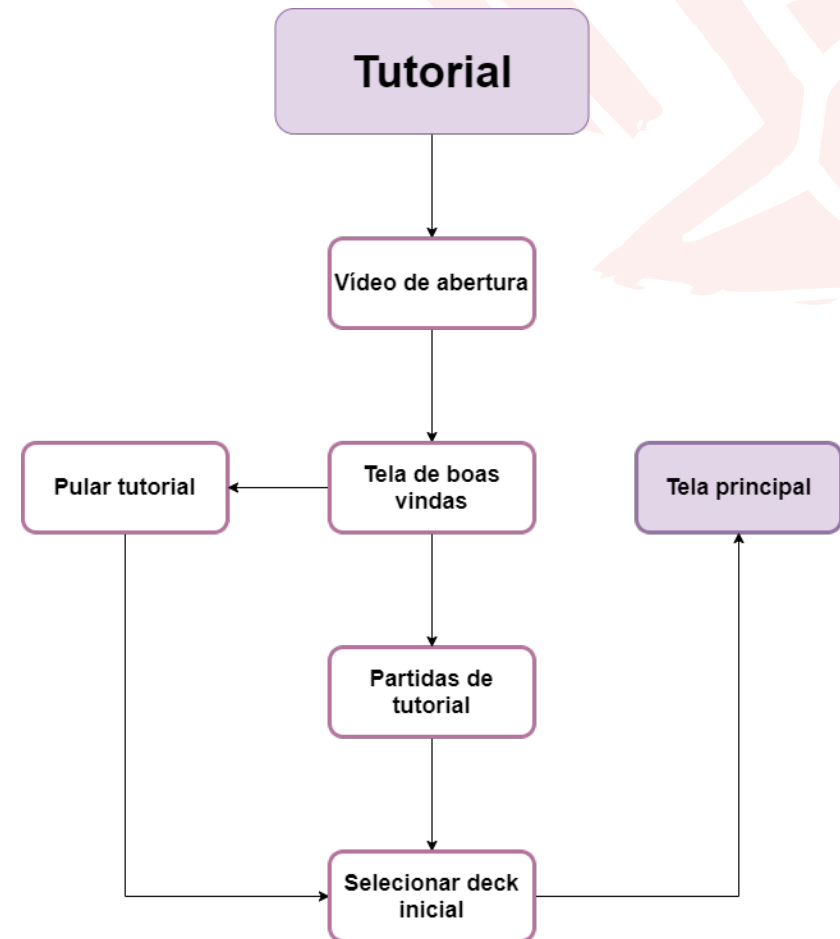 Tutorial
Vídeo de abertura
Pular tutorial
Tela de boas
vindas
Tela principal
Partidas de
tutorial
Selecionar deck
inicial